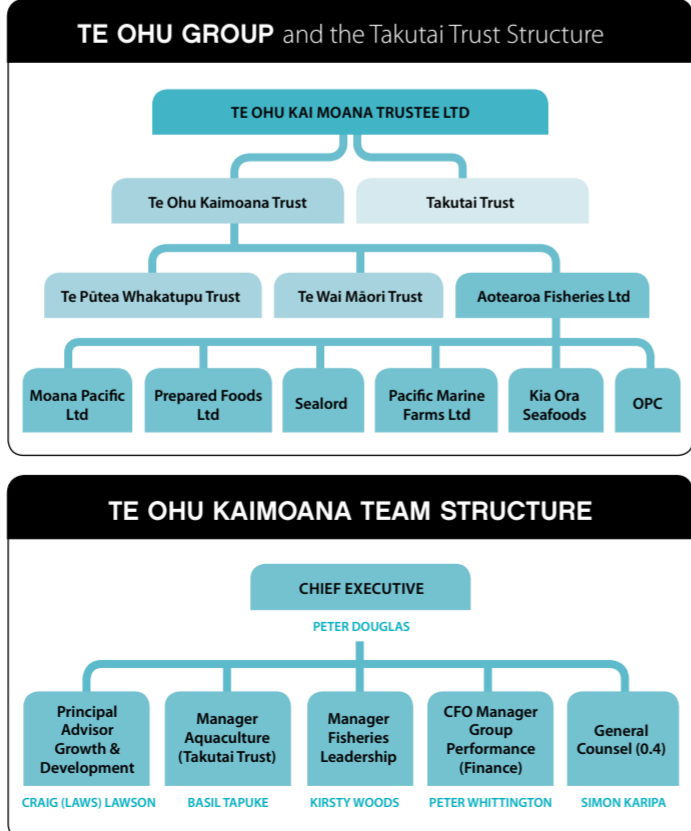 TE OHU GROUP and the Takutai Trust Structure
TE OHU KAI MOANA TRUSTEE LTD
Te Ohu Kaimoana Trust
Takutai Trust
Te Pūtea Whakatupu Trust
Te Wai Māori Trust
Aotearoa Fisheries Ltd
Moana Pacific
Ltd
Prepared Foods
Ltd
Sealord
Pacific Marine
Farms Ltd
Kia Ora
Seafoods
OPC
TE OHU KAIMOANA TEAM STRUCTURE
CHIEF EXECUTIVE
PETER DOUGLAS
Principal
Advisor
Growth &
Development
CRAIG (LAWS) LAWSON
Manager
Aquaculture
(Takutai Trust)
BASIL TAPUKE
Manager
Fisheries
Leadership
KIRSTY WOODS
CFO Manager
Group
Performance
(Finance)
PETER WHITTINGTON
General
Counsel (0.4)
SIMON KARIPA